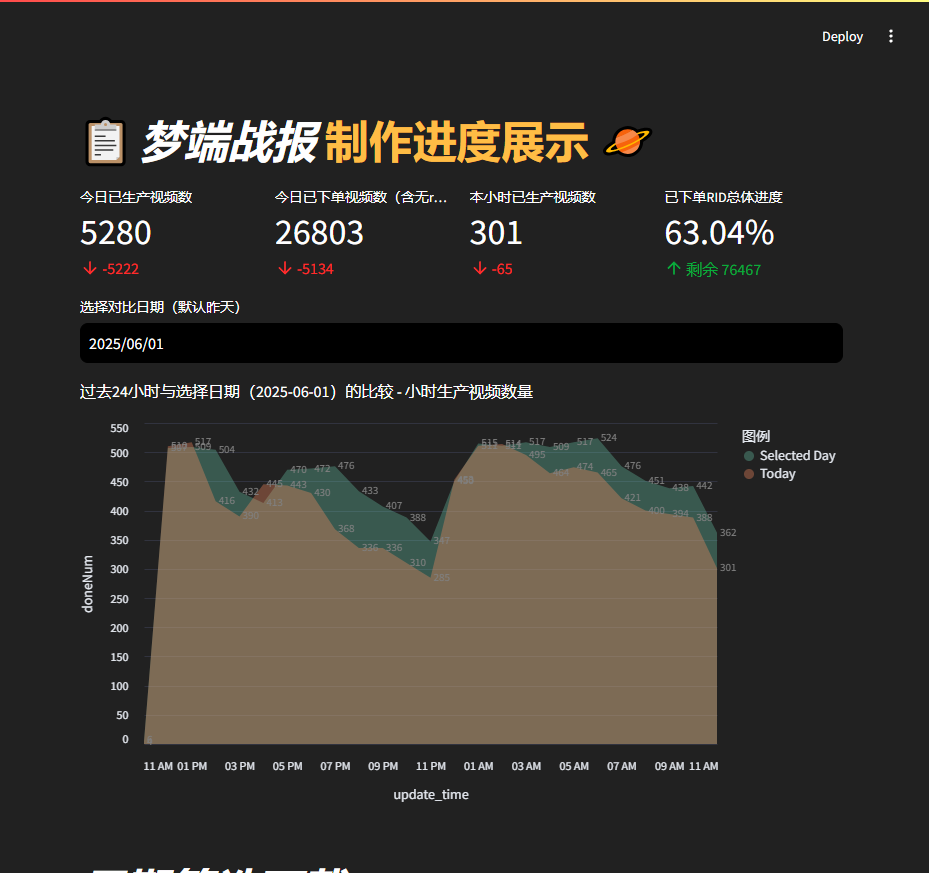 Deploy
梦端战报 制作进度展示
今日已生产视频数
5280
-5222
今日已下单视频数（含无r...
26803
-5134
本小时已生产视频数
301
-65
已下单RID总体进度
63.04%
剩余 76467
选择对比日期（默认昨天）
2025/06/01
过去24小时与选择日期（2025-06-01）的比较 - 小时生产视频数量
图例
Selected Day
Today
doneNum
550
500
450
400
350
300
250
200
150
100
50
0
517 509 504
416
432
390
445
413
470 472 476
443 430
368
433
407
388
347
336 336
310
285
515 514 517 509 517 524
495
464 474 465
476
451 438 442
421
400 394 388
362
301
11 AM 01 PM 03 PM 05 PM 07 PM 09 PM 11 PM 01 AM 03 AM 05 AM 07 AM 09 AM 11 AM
update_time